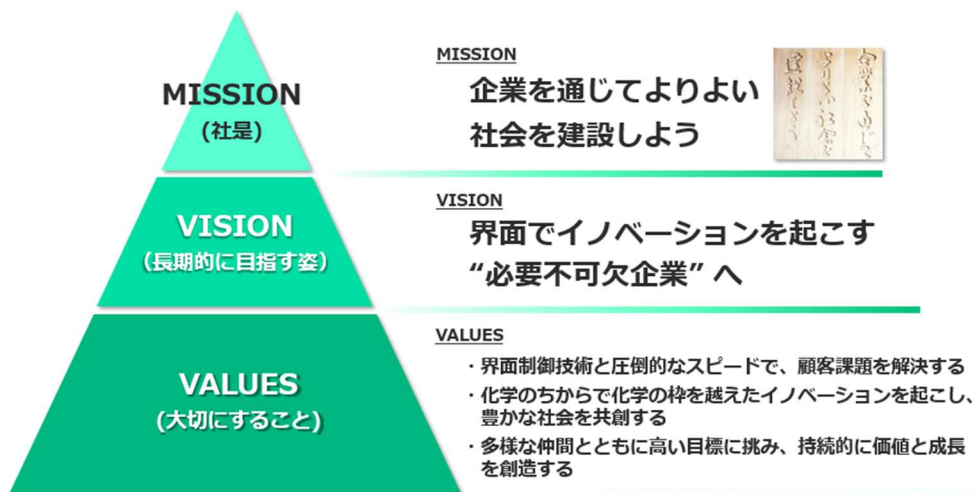 MISSION
(社是)
MISSION
企業を通じてよりよい
社会を建設しよう
VISION
(長期的に目指す姿)
VISION
界面でイノベーションを起こす
“必要不可欠企業” へ
VALUES
(大切にすること)
VALUES
・界面制御技術と圧倒的なスピードで、顧客課題を解決する
・化学のちからで化学の枠を越えたイノベーションを起こし、
豊かな社会を共創する
・多様な仲間とともに高い目標に挑み、持続的に価値と成長
を創造する